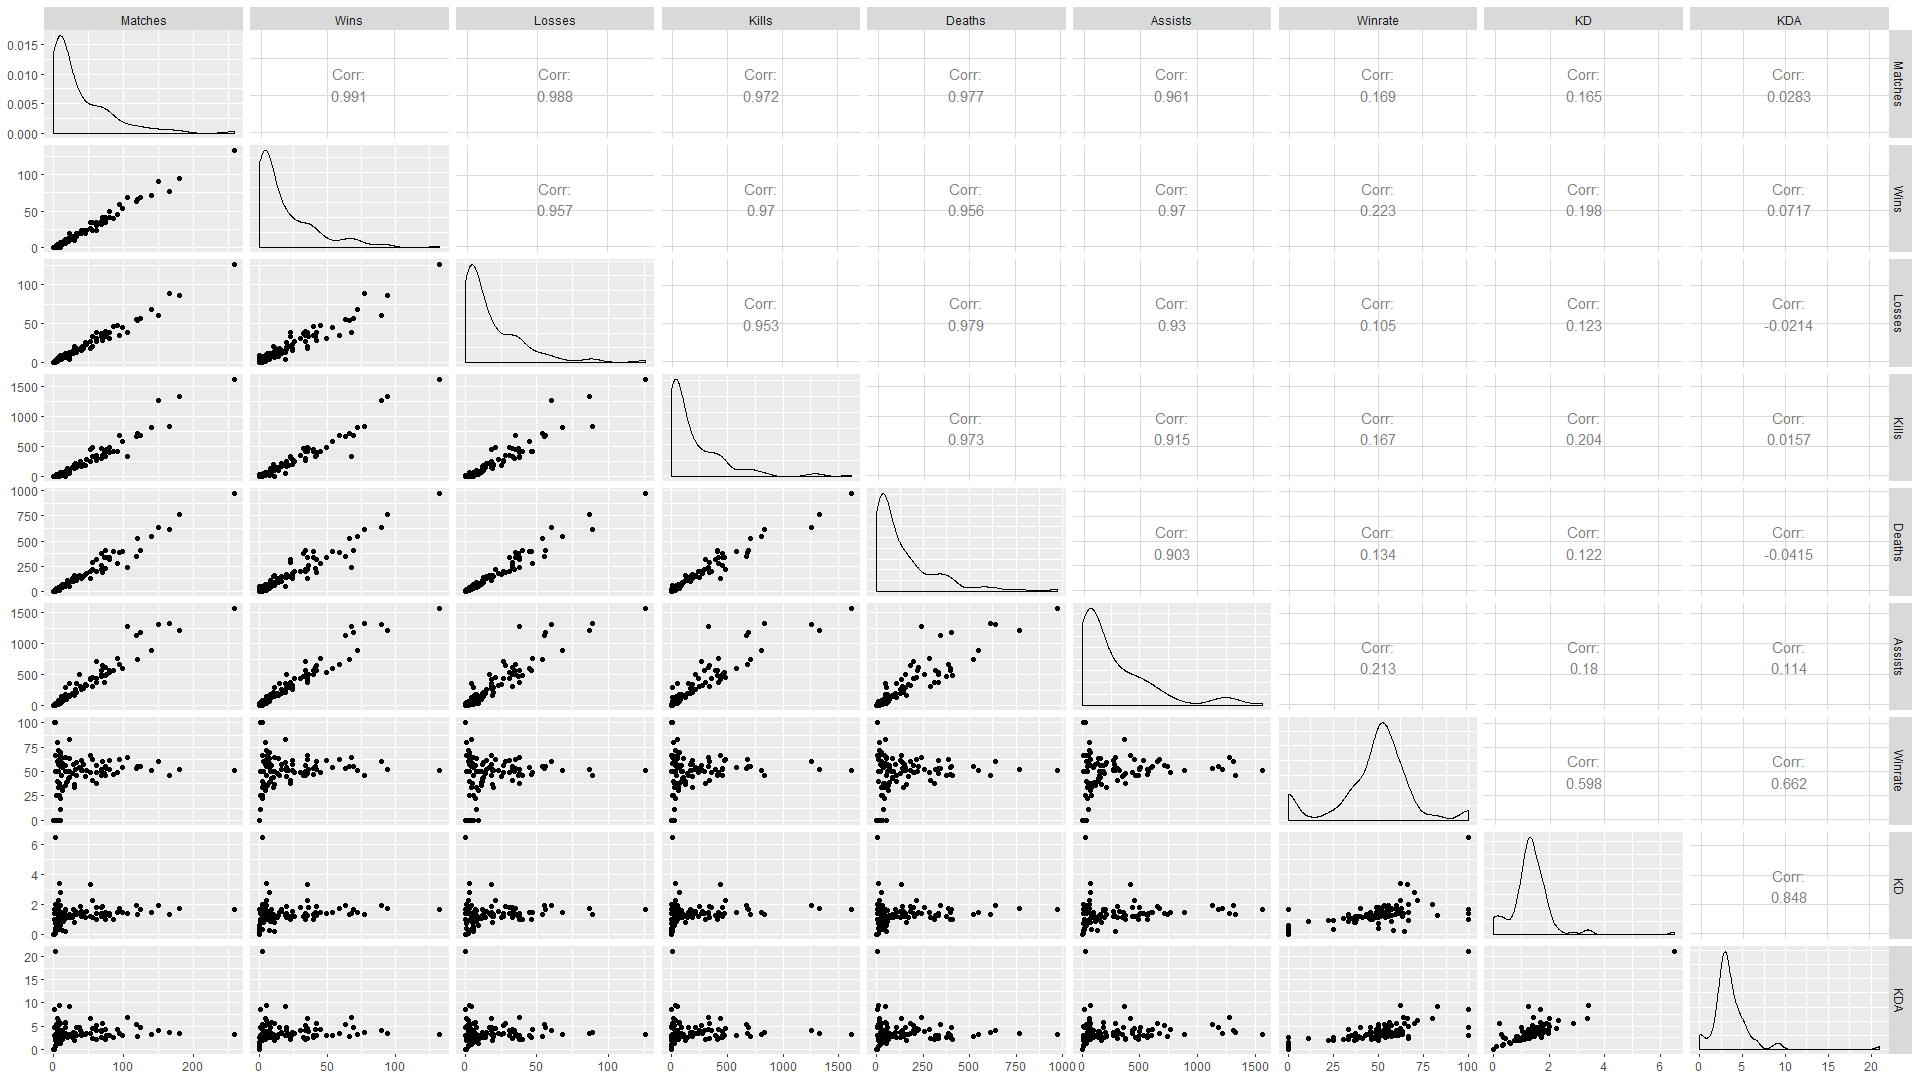 Matches Wins Losses Kills Deaths Assists Winrate KD KDA
0.015
0.010
0.005
0.000
Corr: Corr: Corr: Corr: Corr: Corr: Corr: Corr:
0.991 0.988 0.972 0.977 0.961 0.169 0.165 0.0283
Matches
100
50
0
Corr: Corr: Corr: Corr: Corr: Corr: Corr:
0.957 0.97 0.956 0.97 0.223 0.198 0.0717
Wins
100
50
0
Corr: Corr: Corr: Corr: Corr: Corr:
0.953 0.979 0.93 0.105 0.123 -0.0214
Losses
1500
1000
500
0
Corr: Corr: Corr: Corr: Corr:
0.973 0.915 0.167 0.204 0.0157
Kills
1000
750
500
250
0
Corr: Corr: Corr: Corr:
0.903 0.134 0.122 -0.0415
Deaths
1500
1000
500
0
Corr: Corr: Corr:
0.213 0.18 0.114
Assists
100
75
50
25
0
Corr: Corr:
0.598 0.662
Winrate
6
4
2
0
Corr:
0.848
KD
20
15
10
5
0
KDA
0 100 200 0 50 100 0 50 100 0 500 1000 1500 0 250 500 750 1000 0 500 1000 1500 0 25 50 75 100 0 2 4 6 0 5 10 15 20